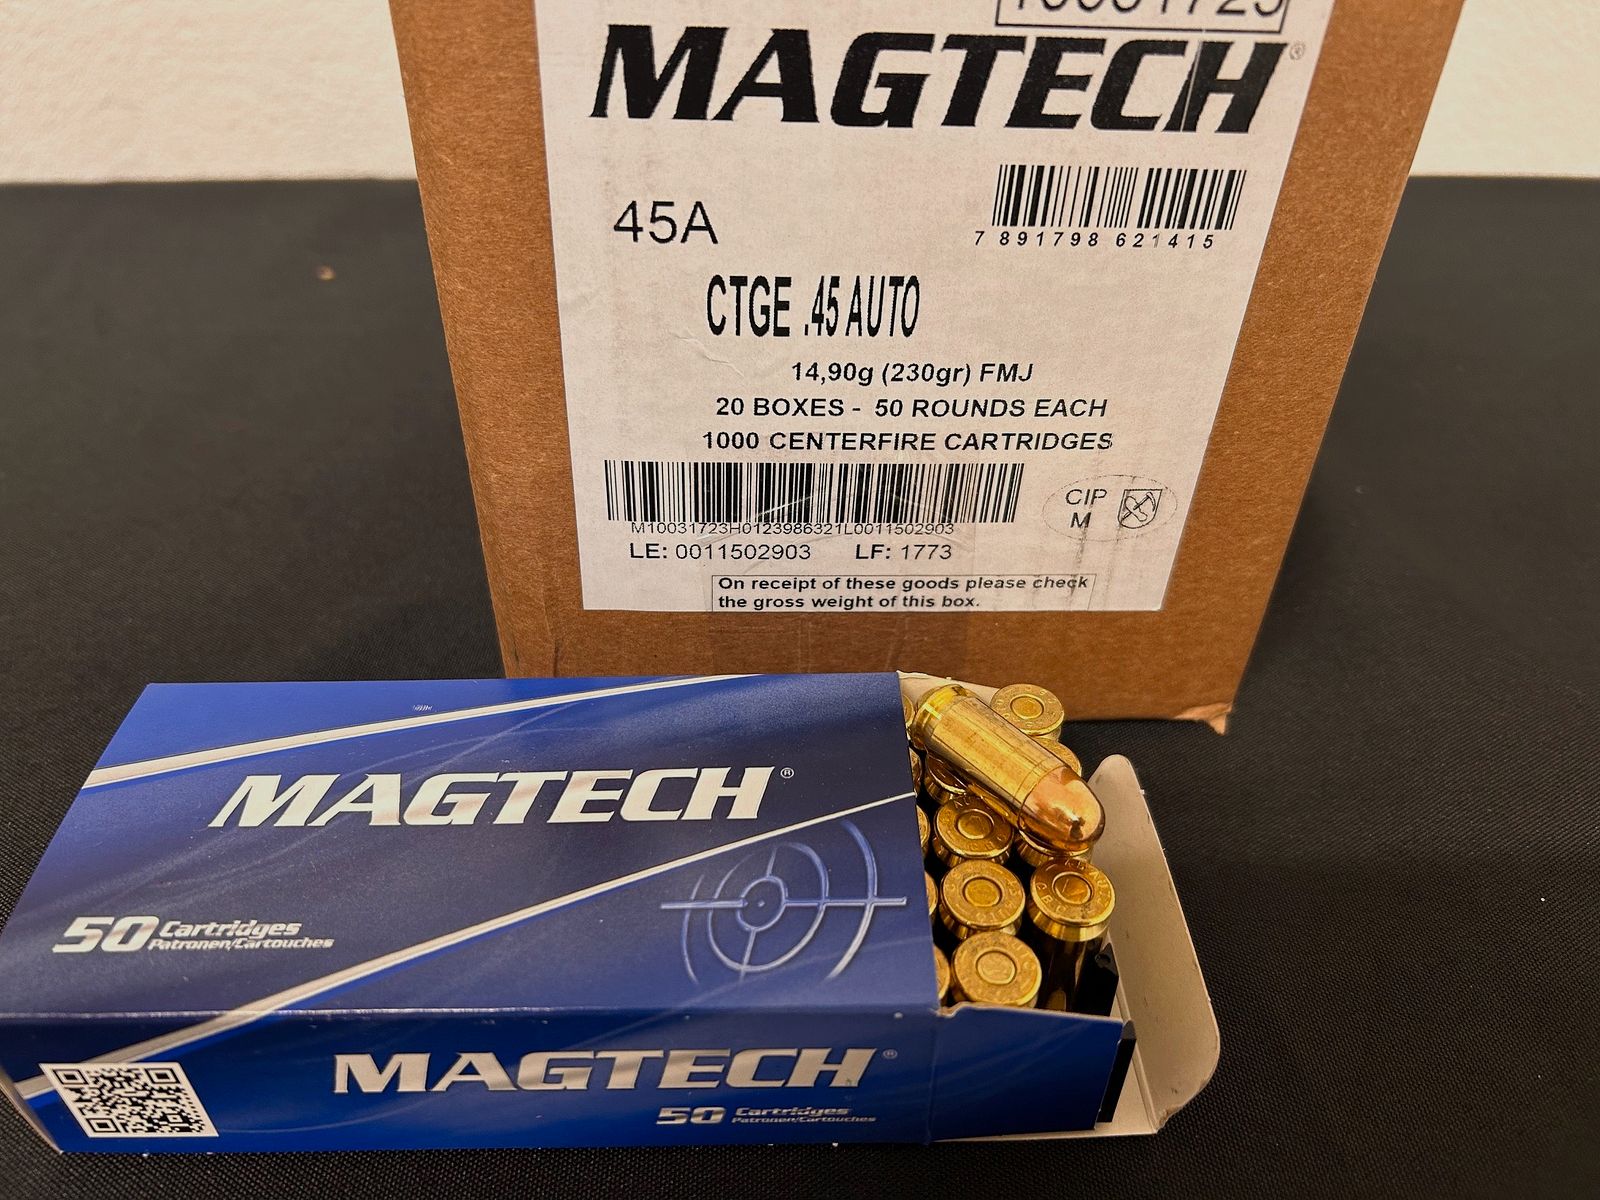 MAGTECH®
45A
7 891798 621415
CTGE .45 AUTO
14,90g (230gr) FMJ
20 BOXES - 50 ROUNDS EACH
1000 CENTERFIRE CARTRIDGES
M10031723H0123986321L0011502903
CIP
M
LE: 0011502903 LF: 1773
On receipt of these goods please check
the gross weight of this box.
MAGTECH®
50 Cartridges
Patronen/Cartouches
MAGTECH®
50 Cartridges
Patronen/Cartouches